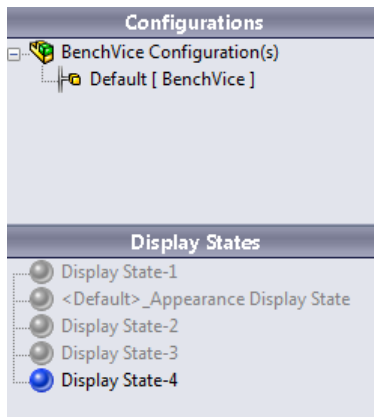 Configurations
BenchVice Configuration(s)
Default [ BenchVice ]
Display States
Display State-1
<Default>_Appearance Display State
Display State-2
Display State-3
Display State-4